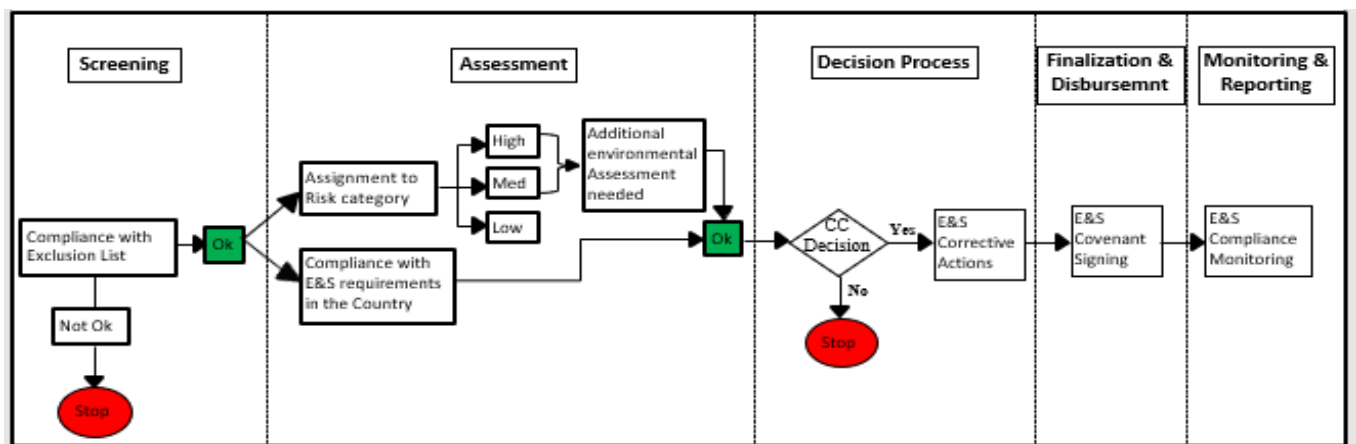 Screening
Assessment
Decision Process
Finalization &
Disbursemnt
Monitoring &
Reporting
Compliance with
Exclusion List
Ok
Not Ok
Stop
Assignment to
Risk category
High
Med
Low
Additional
environmental
Assessment
needed
Compliance with
E&S requirements
in the Country
Ok
CC
Decision
Yes
No
Stop
E&S
Corrective
Actions
E&S
Covenant
Signing
E&S
Compliance
Monitoring